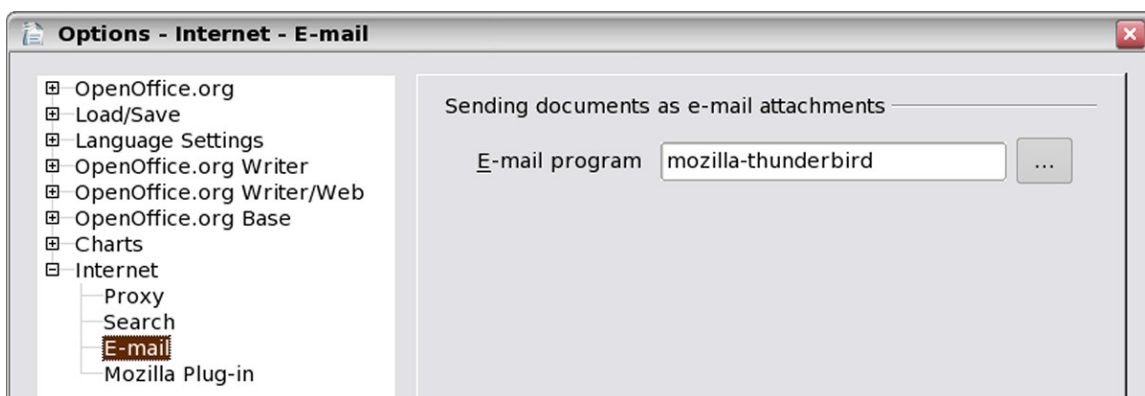 Options - Internet - E-mail
OpenOffice.org
Load/Save
Language Settings
OpenOffice.org Writer
OpenOffice.org Writer/Web
OpenOffice.org Base
Charts
Internet
Proxy
Search
E-mail
Mozilla Plug-in
Sending documents as e-mail attachments
E-mail program mozilla-thunderbird ...